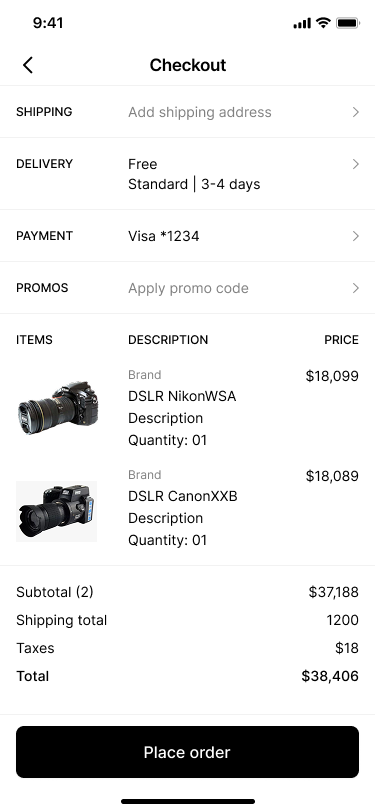 9:41
Checkout
SHIPPING Add shipping address
DELIVERY Free
Standard | 3-4 days
PAYMENT Visa *1234
PROMOS Apply promo code
ITEMS DESCRIPTION PRICE
Brand $18,099
DSLR NikonWSA
Description
Quantity: 01
Brand $18,089
DSLR CanonXXB
Description
Quantity: 01
Subtotal (2) $37,188
Shipping total 1200
Taxes $18
Total $38,406
Place order